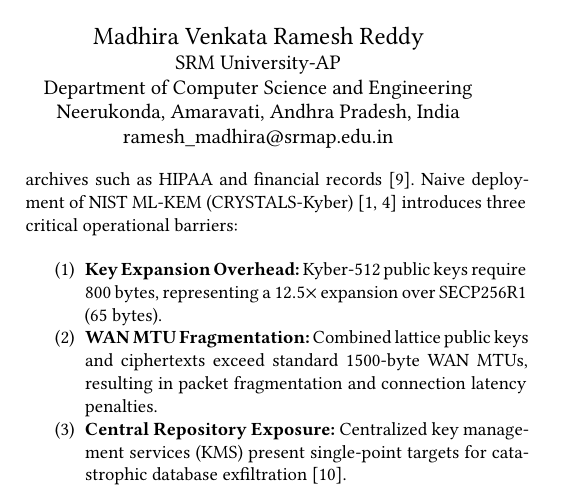 Madhira Venkata Ramesh Reddy
SRM University-AP
Department of Computer Science and Engineering
Neerukonda, Amaravati, Andhra Pradesh, India
ramesh_madhira@srmap.edu.in
archives such as HIPAA and financial records [9]. Naive deploy-
ment of NIST ML-KEM (CRYSTALS-Kyber) [1, 4] introduces three
critical operational barriers:
(1) Key Expansion Overhead: Kyber-512 public keys require
800 bytes, representing a 12.5× expansion over SECP256R1
(65 bytes).
(2) WAN MTU Fragmentation: Combined lattice public keys
and ciphertexts exceed standard 1500-byte WAN MTUs,
resulting in packet fragmentation and connection latency
penalties.
(3) Central Repository Exposure: Centralized key manage-
ment services (KMS) present single-point targets for cata-
strophic database exfiltration [10].